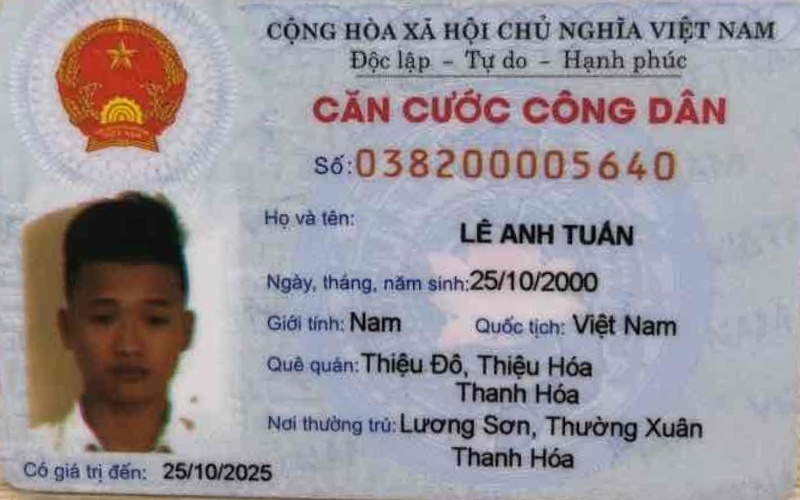 CỘNG HÒA XÃ HỘI CHỦ NGHĨA VIỆT NAM
Độc lập - Tự do - Hạnh phúc
CĂN CƯỚC CÔNG DÂN
Số: 038200005640
Họ và tên: LÊ ANH TUẤN
Ngày, tháng, năm sinh: 25/10/2000
Giới tính: Nam Quốc tịch: Việt Nam
Quê quán: Thiệu Đô, Thiệu Hóa
Thanh Hóa
Nơi thường trú: Lương Sơn, Thường Xuân
Thanh Hóa
Có giá trị đến: 25/10/2025